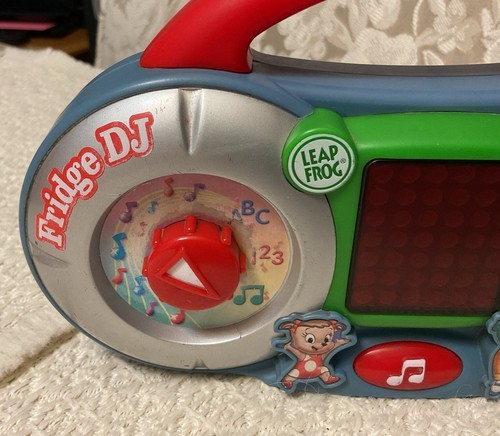 Fridge DJ
LEAP
FROG®
ABC
123